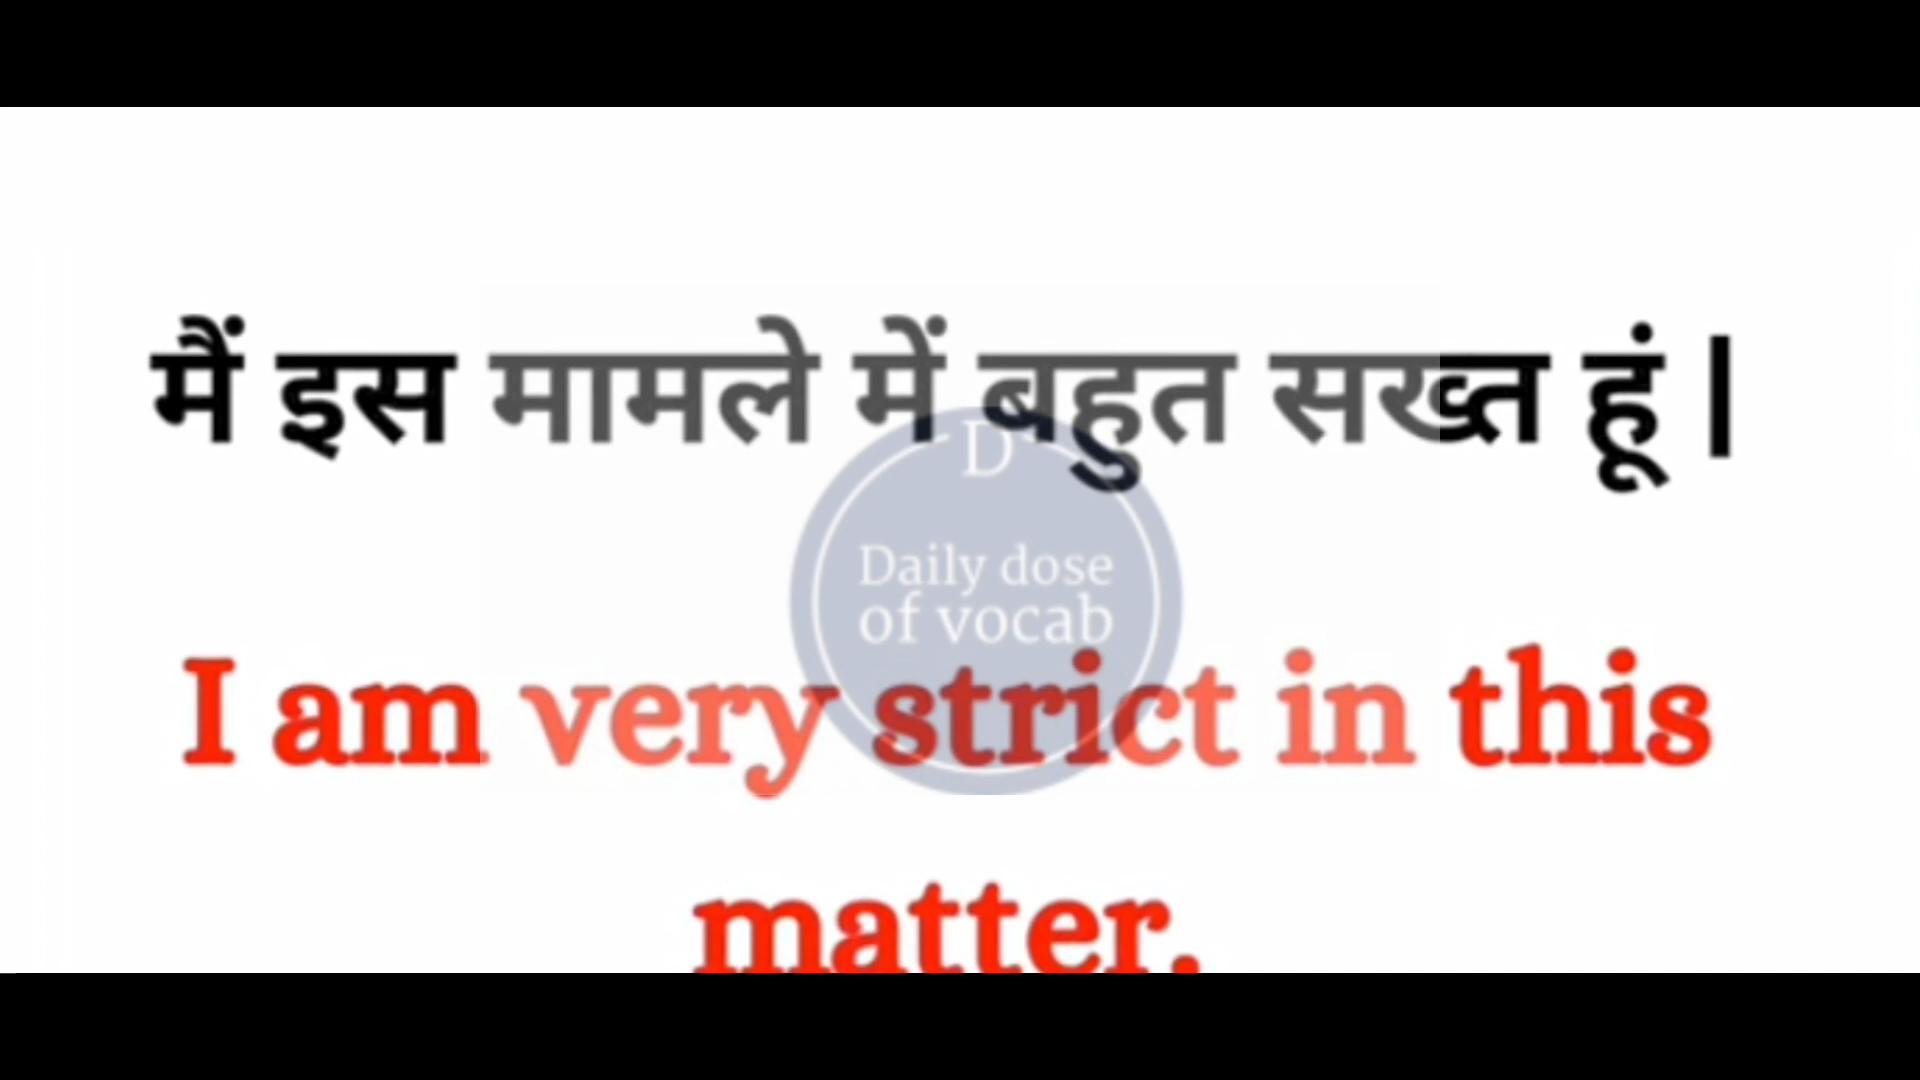 मैं इस मामले में बहुत सख्त हूं |
D
Daily dose
of vocab
I am very strict in this
matter.